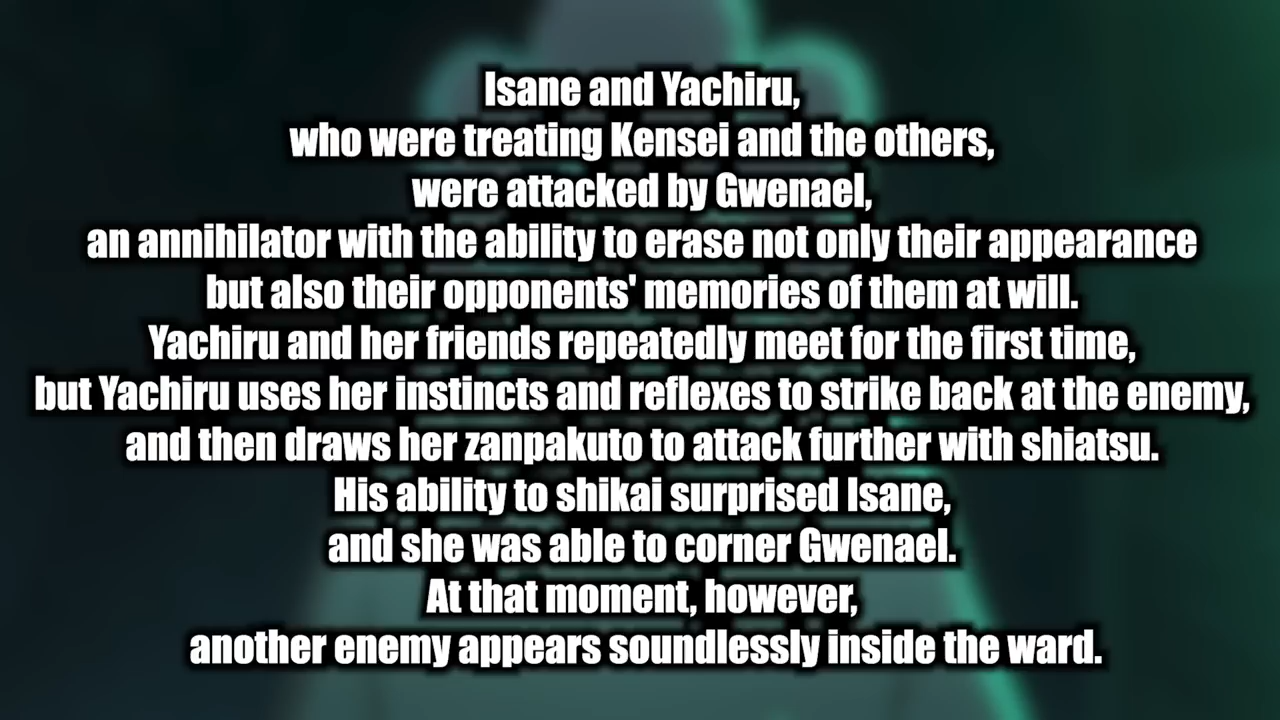 Isane and Yachiru,
who were treating Kensei and the others,
were attacked by Gwenael,
an annihilator with the ability to erase not only their appearance
but also their opponents' memories of them at will.
Yachiru and her friends repeatedly meet for the first time,
but Yachiru uses her instincts and reflexes to strike back at the enemy,
and then draws her zanpakuto to attack further with shiatsu.
His ability to shikai surprised Isane,
and she was able to corner Gwenael.
At that moment, however,
another enemy appears soundlessly inside the ward.